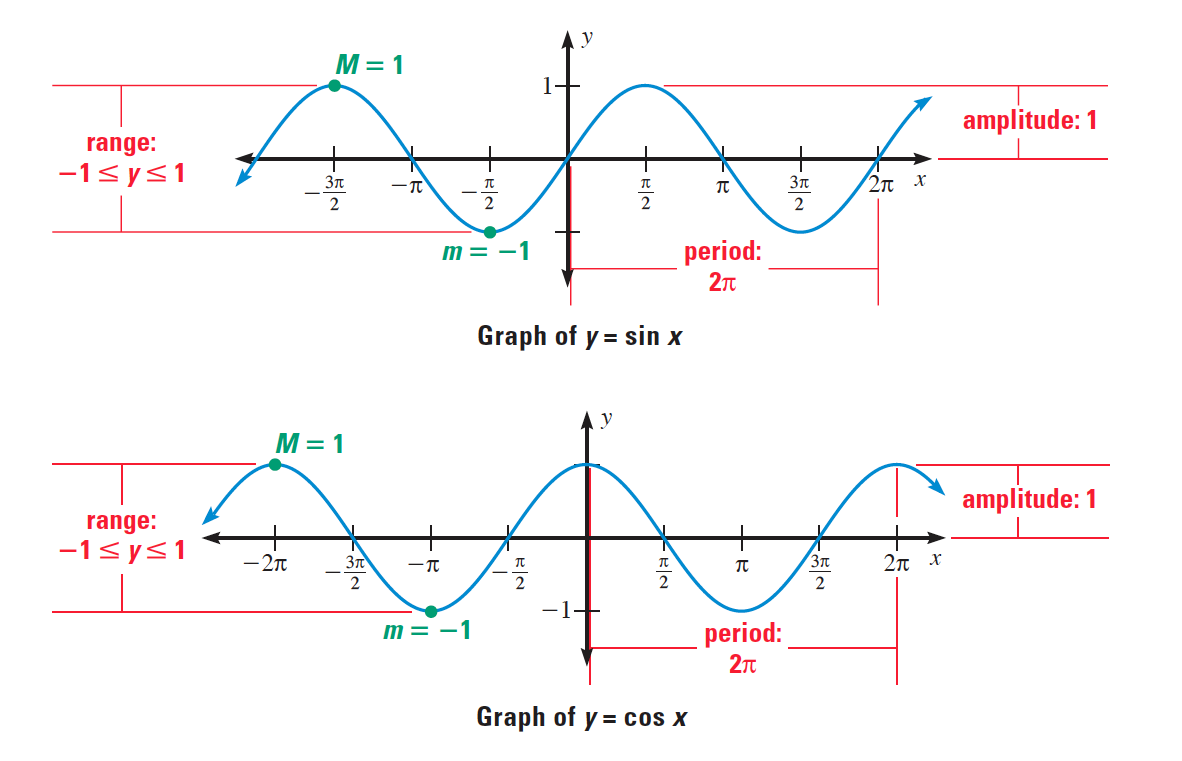 y
M = 1
1
amplitude: 1
range:
−1 ≤ y ≤ 1
−3π/2
−π
−π/2
π/2
π
3π/2
2π
x
m = −1
period:
2π
Graph of y = sin x
y
M = 1
amplitude: 1
range:
−1 ≤ y ≤ 1
−2π
−3π/2
−π
−π/2
π/2
π
3π/2
2π
x
−1
m = −1
period:
2π
Graph of y = cos x